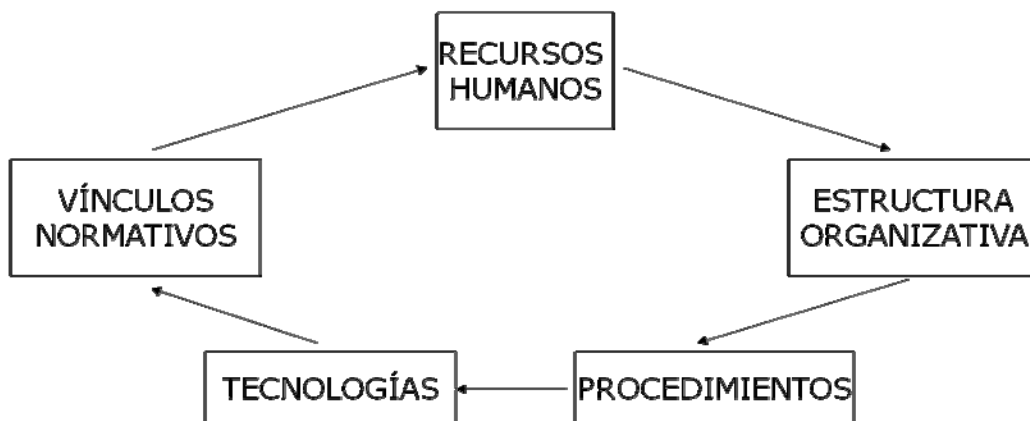 RECURSOS
HUMANOS
VÍNCULOS
NORMATIVOS
ESTRUCTURA
ORGANIZATIVA
TECNOLOGÍAS
PROCEDIMIENTOS